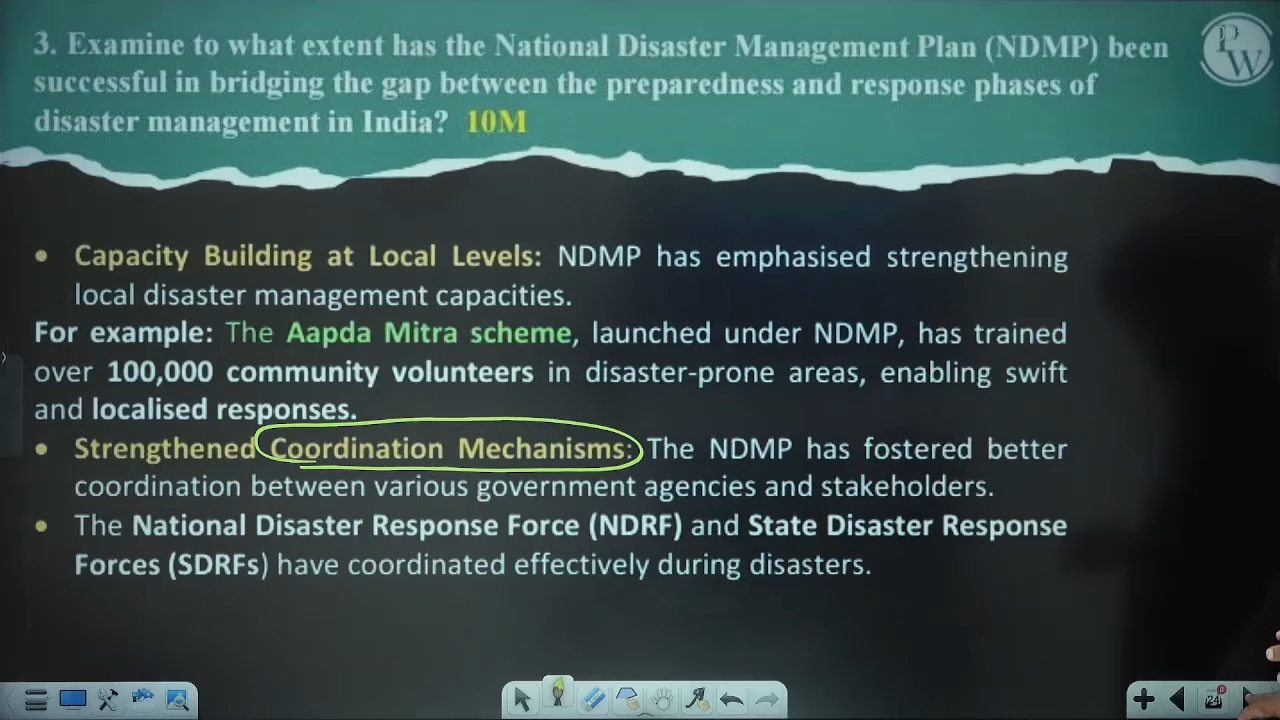 3. Examine to what extent has the National Disaster Management Plan (NDMP) been
successful in bridging the gap between the preparedness and response phases of
disaster management in India? 10M
PW
• Capacity Building at Local Levels: NDMP has emphasised strengthening
local disaster management capacities.
For example: The Aapda Mitra scheme, launched under NDMP, has trained
over 100,000 community volunteers in disaster-prone areas, enabling swift
and localised responses.
• Strengthened Coordination Mechanisms: The NDMP has fostered better
coordination between various government agencies and stakeholders.
• The National Disaster Response Force (NDRF) and State Disaster Response
Forces (SDRFs) have coordinated effectively during disasters.
24